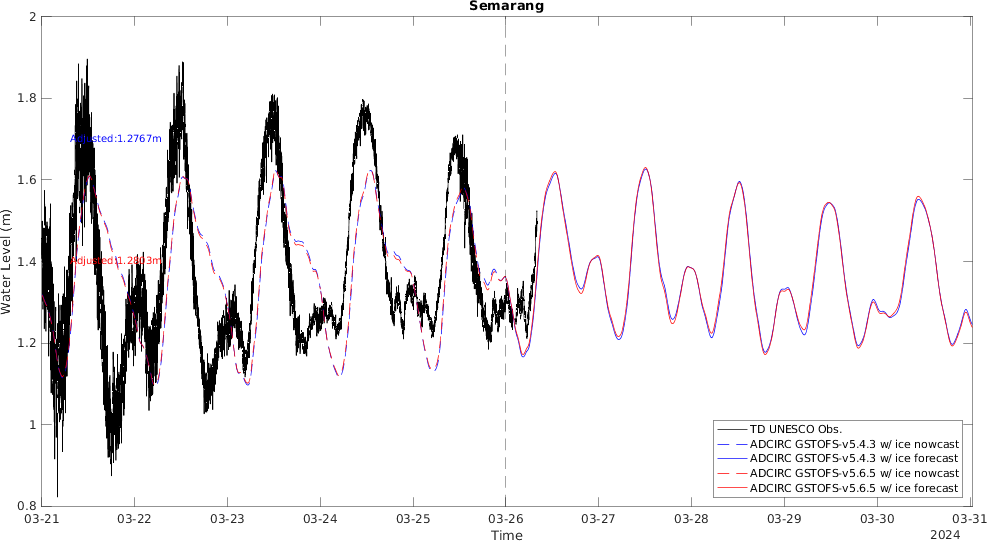 Semarang
2
1.8
1.6
1.4
1.2
1
0.8
Water Level (m)
Adjusted:1.2767m
Adjusted:1.2893m
03-21
03-22
03-23
03-24
03-25
03-26
03-27
03-28
03-29
03-30
03-31
Time
2024
TD UNESCO Obs.
ADCIRC GSTOFS-v5.4.3 w/ ice nowcast
ADCIRC GSTOFS-v5.4.3 w/ ice forecast
ADCIRC GSTOFS-v5.6.5 w/ ice nowcast
ADCIRC GSTOFS-v5.6.5 w/ ice forecast